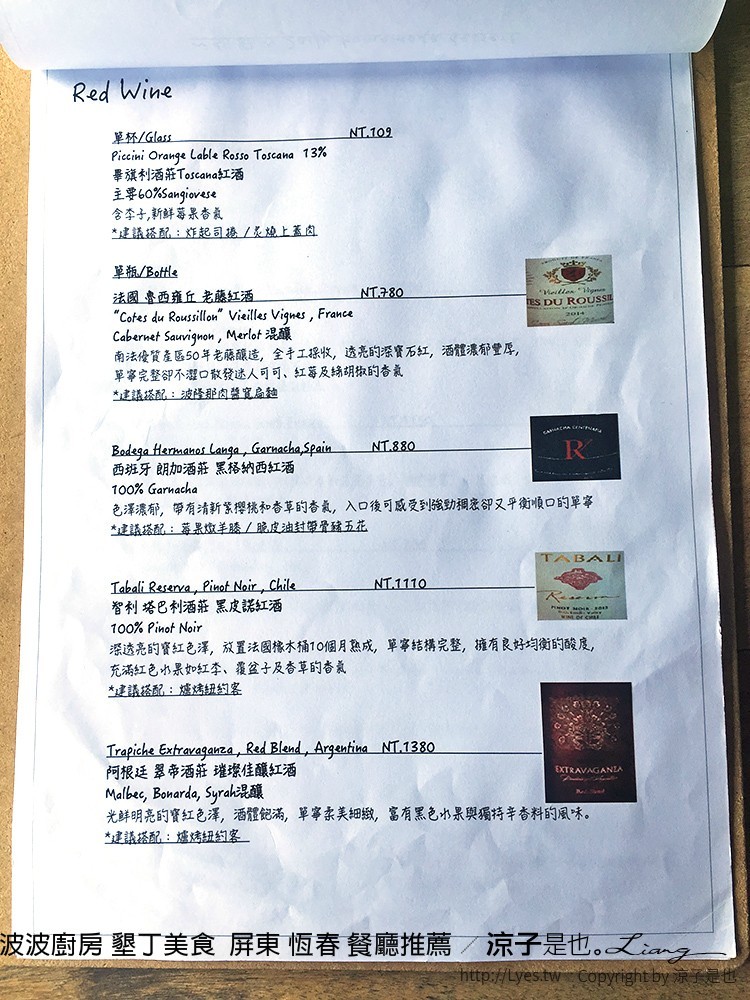 Red Wine
單杯/Glass NT.109
Piccini Orange Lable Rosso Toscana 13%
畢旗利酒莊Toscana紅酒
主要60%Sangiovese
含李子,新鮮莓果香氣
*建議搭配：炸起司捲 /炙燒上蓋肉
單瓶/Bottle
法國 魯西雍丘 老藤紅酒 NT.780
“Cotes du Roussillon” Vieilles Vignes , France
Cabernet Sauvignon , Merlot 混釀
南法優質產區50年老藤釀造，全手工採收，透亮的深寶石紅，酒體濃郁豐厚，
單寧完整卻不澀口散發迷人可可、紅莓及綠胡椒的香氣
*建議搭配：波隆那肉醬寬扁麵
Vieilles Vignes
ES DU ROUSSIL
2014
Bodega Hermanos Langa , Garnacha,Spain NT.880
西班牙 朗加酒莊 黑格納西紅酒
100% Garnacha
色澤濃郁，帶有清新紫櫻桃和香草的香氣，入口後可感受到強勁稠密卻又平衡順口的單寧
*建議搭配：莓果燉羊膝 / 脆皮油封帶骨豬五花
GARNACHA CENTENARIA
R
Tabali Reserva , Pinot Noir , Chile NT.1110
智利 塔巴利酒莊 黑皮諾紅酒
100% Pinot Noir
深透亮的寶紅色澤，放置法國橡木桶10個月熟成，單寧結構完整，擁有良好均衡的酸度，
充滿紅色水果如紅李、覆盆子及香草的香氣
*建議搭配：爐烤紐約客
TABALI
Reserva
WINE OF CHILE
Trapiche Extravaganza , Red Blend , Argentina NT.1380
阿根廷 翠帝酒莊 璀璨佳釀紅酒
Malbec, Bonarda, Syrah混釀
光鮮明亮的寶紅色澤，酒體飽滿，單寧柔美細緻，富有黑色水果與獨特辛香料的風味。
*建議搭配：爐烤紐約客
EXTRAVAGANZA
Red Blend
波波廚房 墾丁美食 屏東 恆春 餐廳推薦 / 涼子是也。Liang
http://Lyes.tw Copyright by 涼子是也